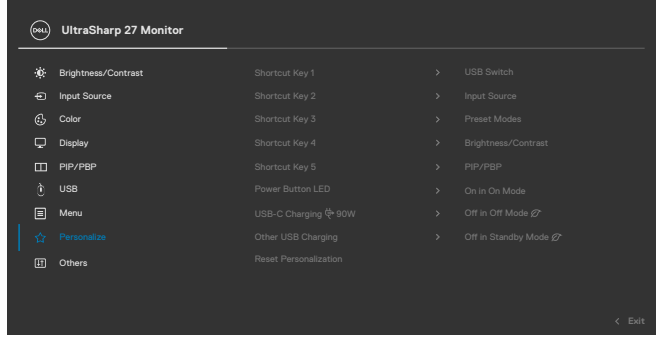 DELL UltraSharp 27 Monitor
Brightness/Contrast Shortcut Key 1 > USB Switch
Input Source Shortcut Key 2 > Input Source
Color Shortcut Key 3 > Preset Modes
Display Shortcut Key 4 > Brightness/Contrast
PIP/PBP Shortcut Key 5 > PIP/PBP
USB Power Button LED > On in On Mode
Menu USB-C Charging 90W > Off in Off Mode
Personalize Other USB Charging > Off in Standby Mode
Others Reset Personalization
< Exit